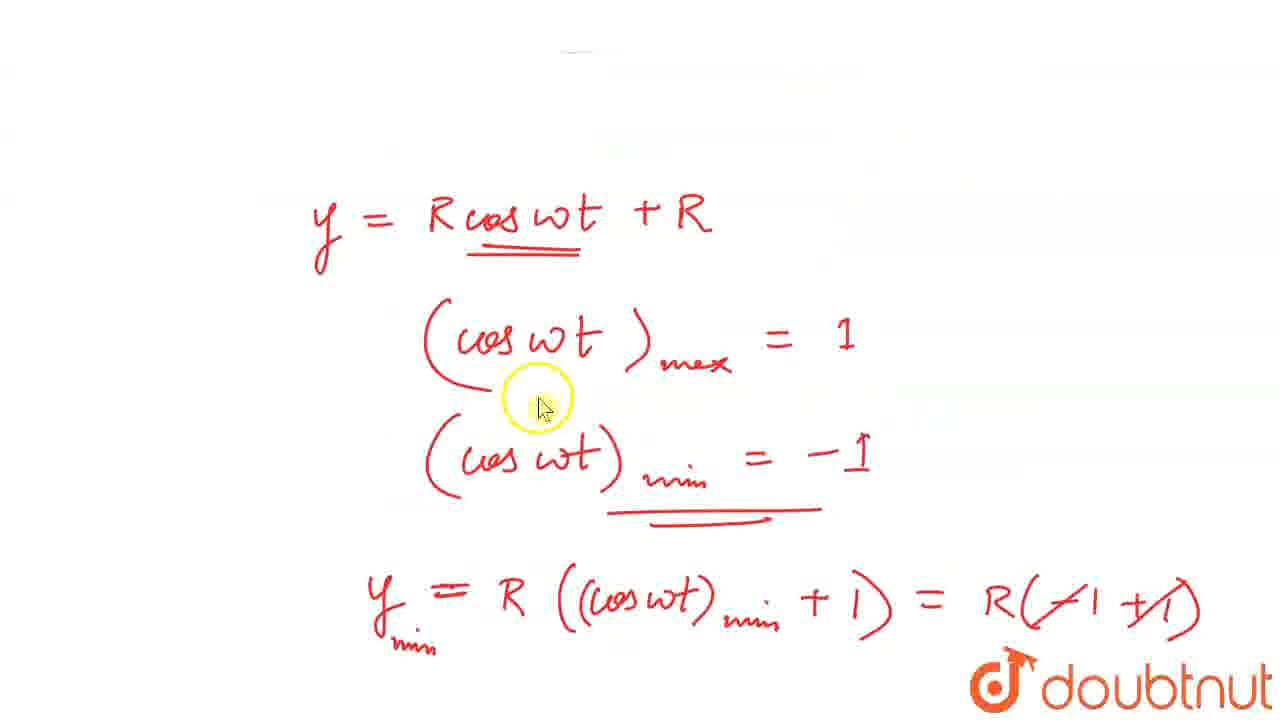 y = R cos ωt + R
(cos ωt)max = 1
(cos ωt)min = -1
ymin = R ((cos ωt)min + 1) = R(-1 + 1)
doubtnut